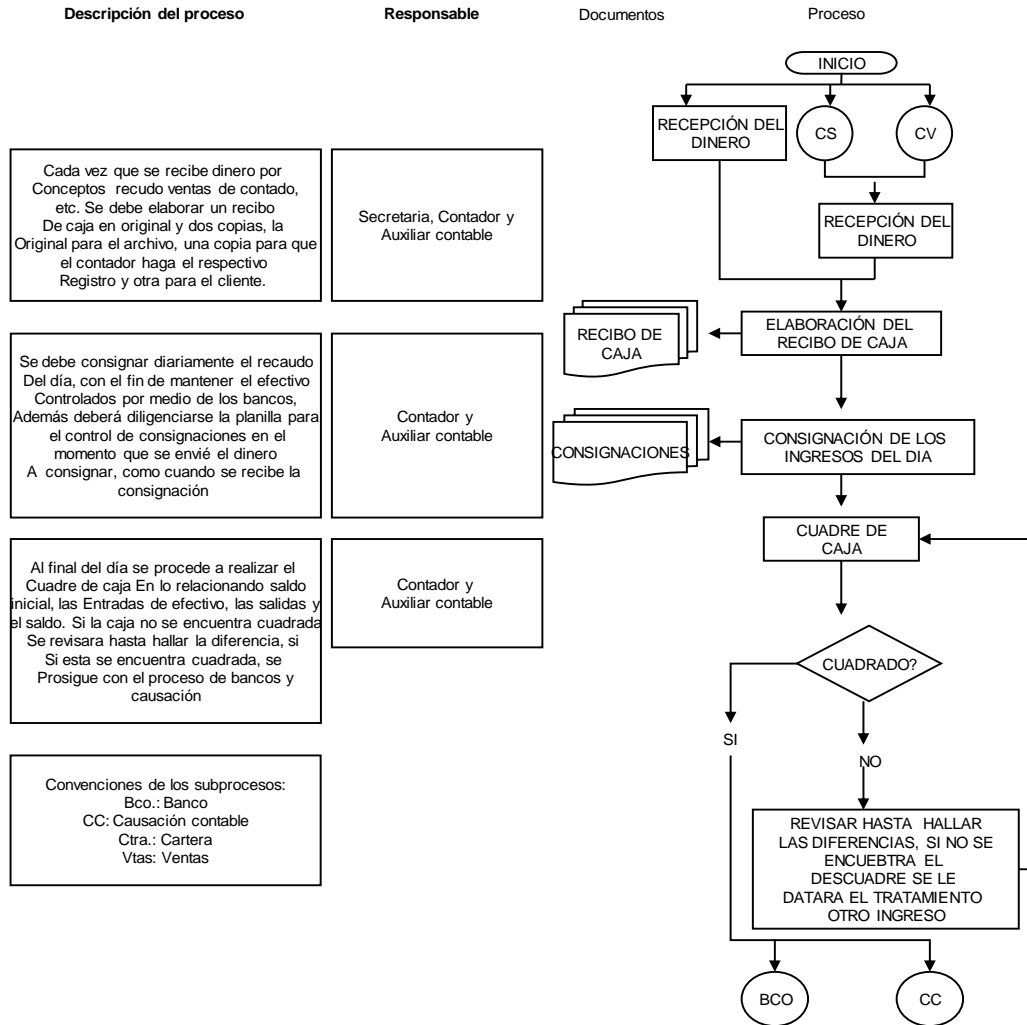 Descripción del proceso
Responsable
Documentos
Proceso
INICIO
RECEPCIÓN DEL
DINERO
CS
CV
Cada vez que se recibe dinero por
Conceptos recudo ventas de contado,
etc. Se debe elaborar un recibo
De caja en original y dos copias, la
Original para el archivo, una copia para que
el contador haga el respectivo
Registro y otra para el cliente.
Secretaria, Contador y
Auxiliar contable
RECEPCIÓN DEL
DINERO
RECIBO DE
CAJA
ELABORACIÓN DEL
RECIBO DE CAJA
Se debe consignar diariamente el recaudo
Del día, con el fin de mantener el efectivo
Controlados por medio de los bancos,
Además deberá diligenciarse la planilla para
el control de consignaciones en el
momento que se envié el dinero
A consignar, como cuando se recibe la
consignación
Contador y
Auxiliar contable
CONSIGNACIONES
CONSIGNACIÓN DE LOS
INGRESOS DEL DIA
CUADRE DE
CAJA
Al final del día se procede a realizar el
Cuadre de caja En lo relacionando saldo
inicial, las Entradas de efectivo, las salidas y
el saldo. Si la caja no se encuentra cuadrada
Se revisara hasta hallar la diferencia, si
Si esta se encuentra cuadrada, se
Prosigue con el proceso de bancos y
causación
Contador y
Auxiliar contable
CUADRADO?
SI
NO
Convenciones de los subprocesos:
Bco.: Banco
CC: Causación contable
Ctra.: Cartera
Vtas: Ventas
REVISAR HASTA HALLAR
LAS DIFERENCIAS, SI NO SE
ENCUEBTRA EL
DESCUADRE SE LE
DATARA EL TRATAMIENTO
OTRO INGRESO
BCO
CC